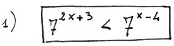 1) 7^{2x+3} < 7^{x-4}